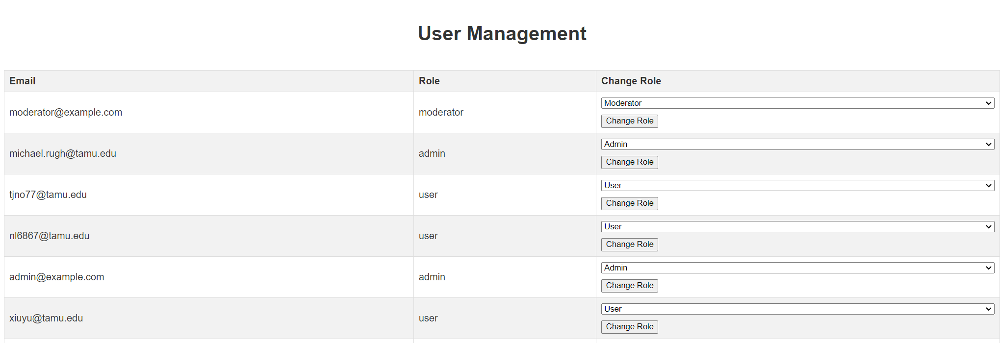 User Management
Email Role Change Role
moderator@example.com moderator Moderator
Change Role
michael.rugh@tamu.edu admin Admin
Change Role
tjno77@tamu.edu user User
Change Role
nl6867@tamu.edu user User
Change Role
admin@example.com admin Admin
Change Role
xiuyu@tamu.edu user User
Change Role